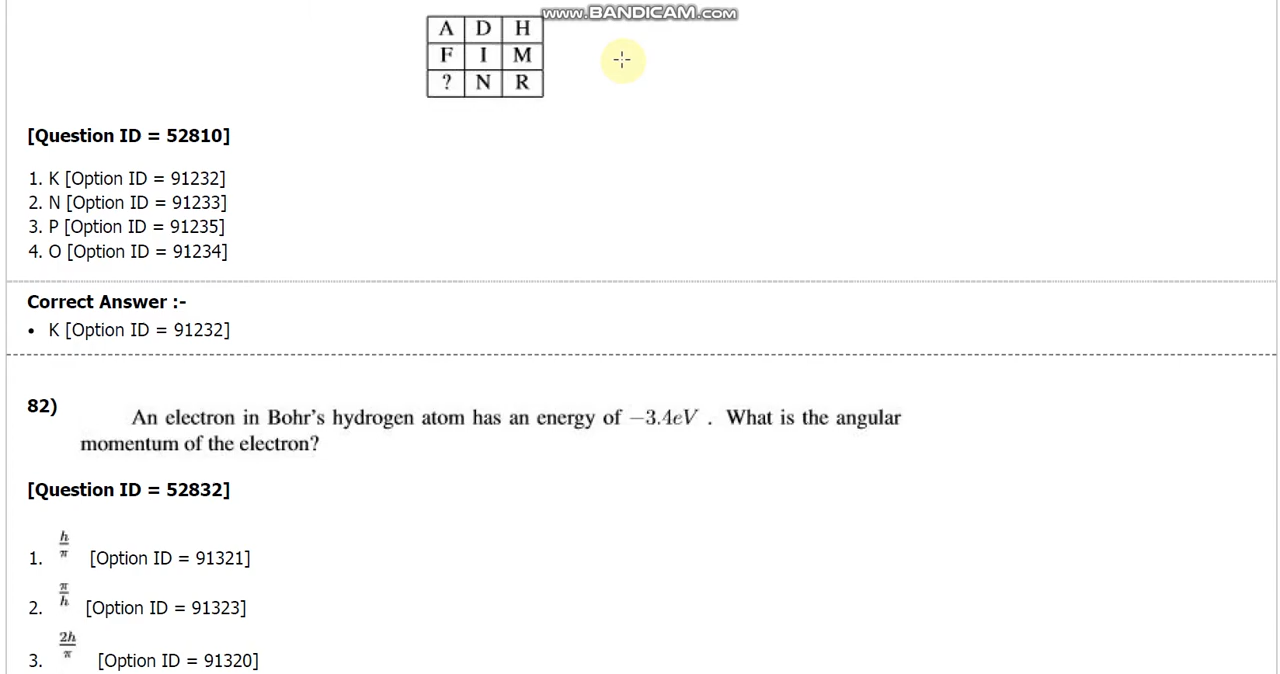 www.BANDICAM.com
A D H
F I M
? N R
[Question ID = 52810]
1. K [Option ID = 91232]
2. N [Option ID = 91233]
3. P [Option ID = 91235]
4. O [Option ID = 91234]
Correct Answer :-
• K [Option ID = 91232]
82) An electron in Bohr's hydrogen atom has an energy of −3.4eV . What is the angular
momentum of the electron?
[Question ID = 52832]
1. h/π [Option ID = 91321]
2. π/h [Option ID = 91323]
3. 2h/π [Option ID = 91320]